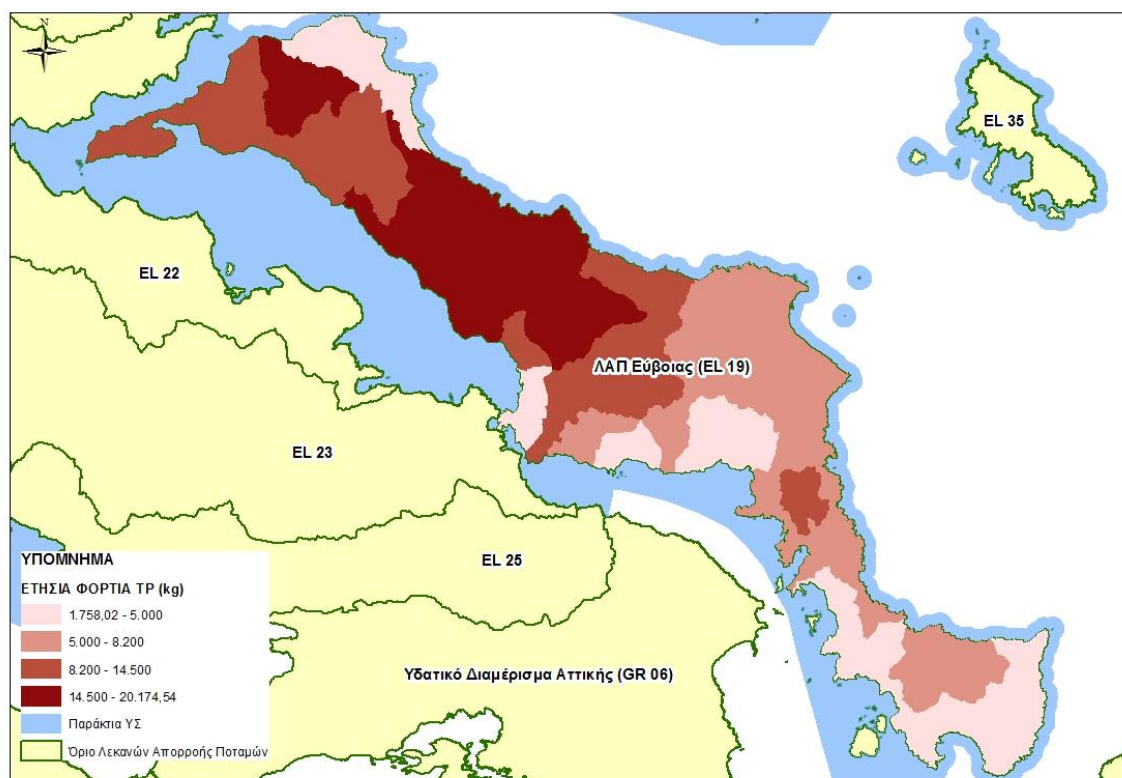 N
EL 35
EL 22
ΛΑΠ Εύβοιας (EL 19)
EL 23
EL 25
Υδατικό Διαμέρισμα Αττικής (GR 06)
ΥΠΟΜΝΗΜΑ
ΕΤΗΣΙΑ ΦΟΡΤΙΑ TP (kg)
1.758,02 - 5.000
5.000 - 8.200
8.200 - 14.500
14.500 - 20.174,54
Παράκτια ΥΣ
Όριο Λεκανών Απορροής Ποταμών